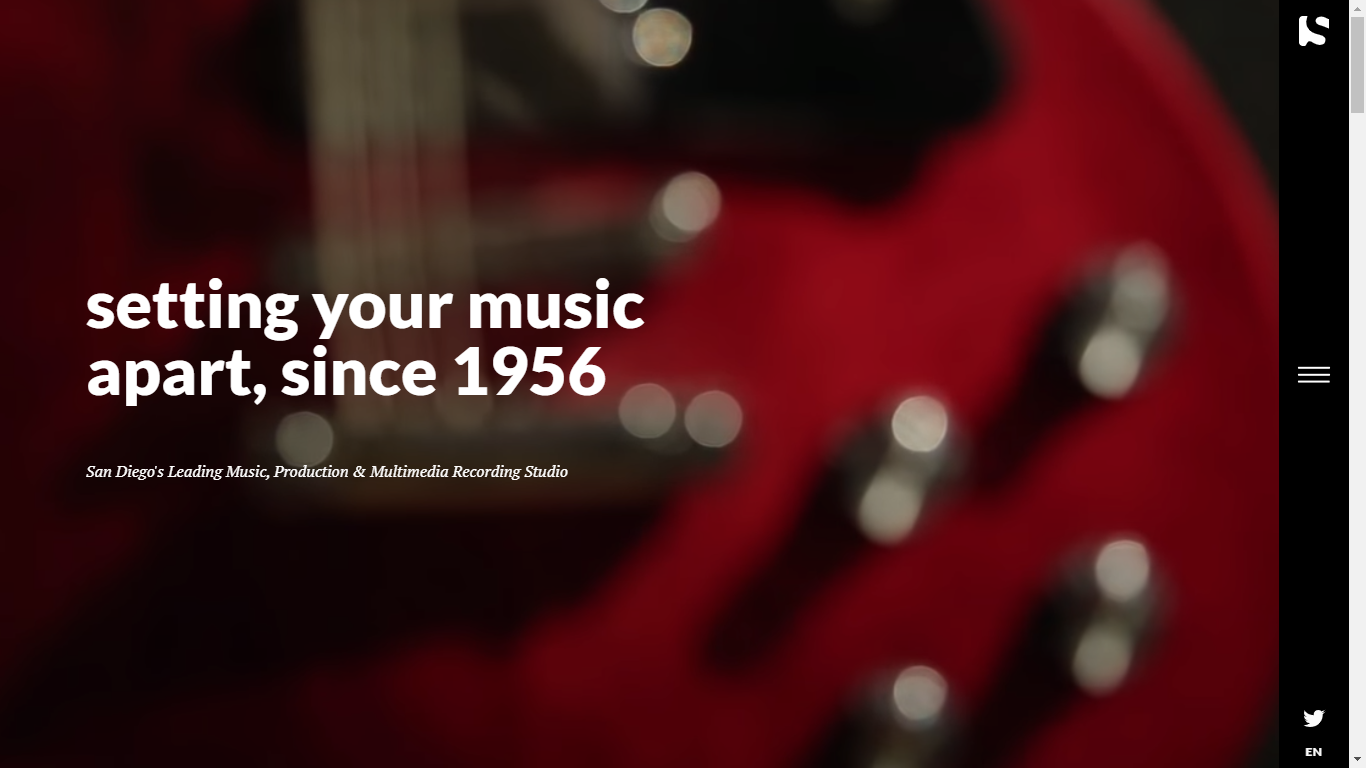 setting your music
apart, since 1956
San Diego's Leading Music, Production & Multimedia Recording Studio
EN